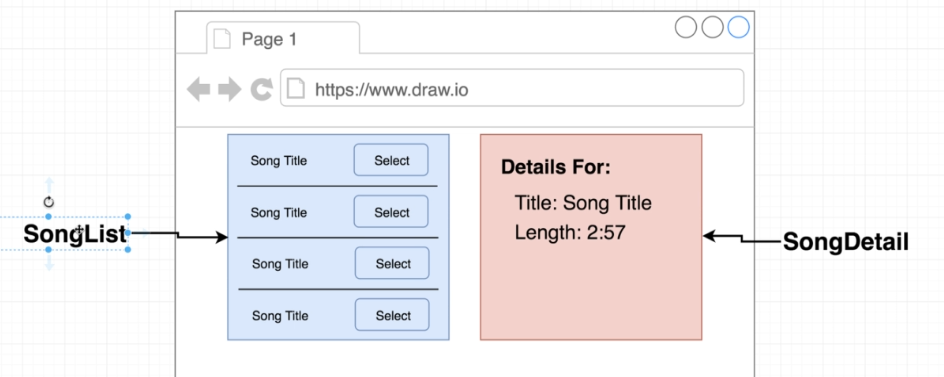 Page 1
https://www.draw.io
Song Title Select
Song Title Select
Song Title Select
Song Title Select
Details For:
Title: Song Title
Length: 2:57
SongList
SongDetail